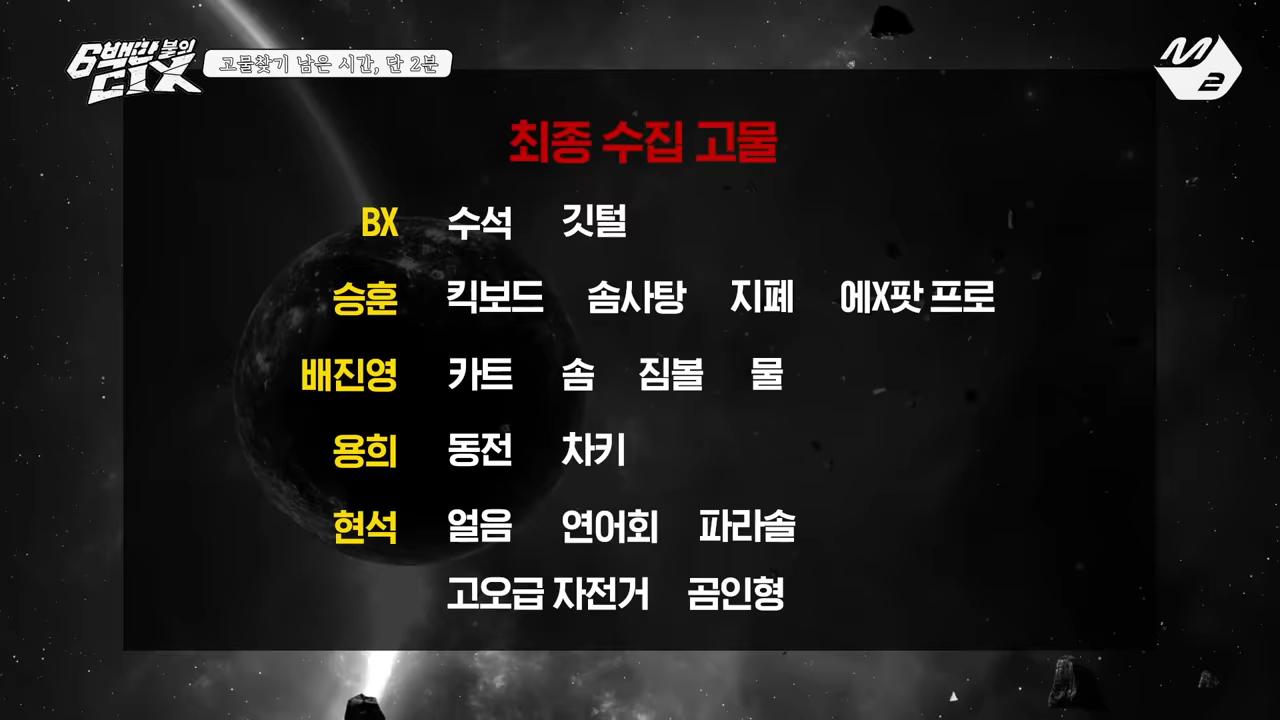 6백만 불의
CIX
고물찾기 남은 시간, 단 2분
M2
최종 수집 고물
BX 수석 깃털
승훈 킥보드 솜사탕 지폐 에X팟 프로
배진영 카트 솜 짐볼 물
용희 동전 차키
현석 얼음 연어회 파라솔
고오급 자전거 곰인형